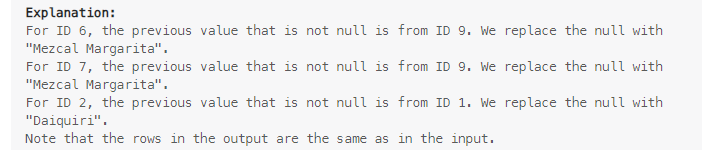 Explanation:
For ID 6, the previous value that is not null is from ID 9. We replace the null with
"Mezcal Margarita".
For ID 7, the previous value that is not null is from ID 9. We replace the null with
"Mezcal Margarita".
For ID 2, the previous value that is not null is from ID 1. We replace the null with
"Daiquiri".
Note that the rows in the output are the same as in the input.